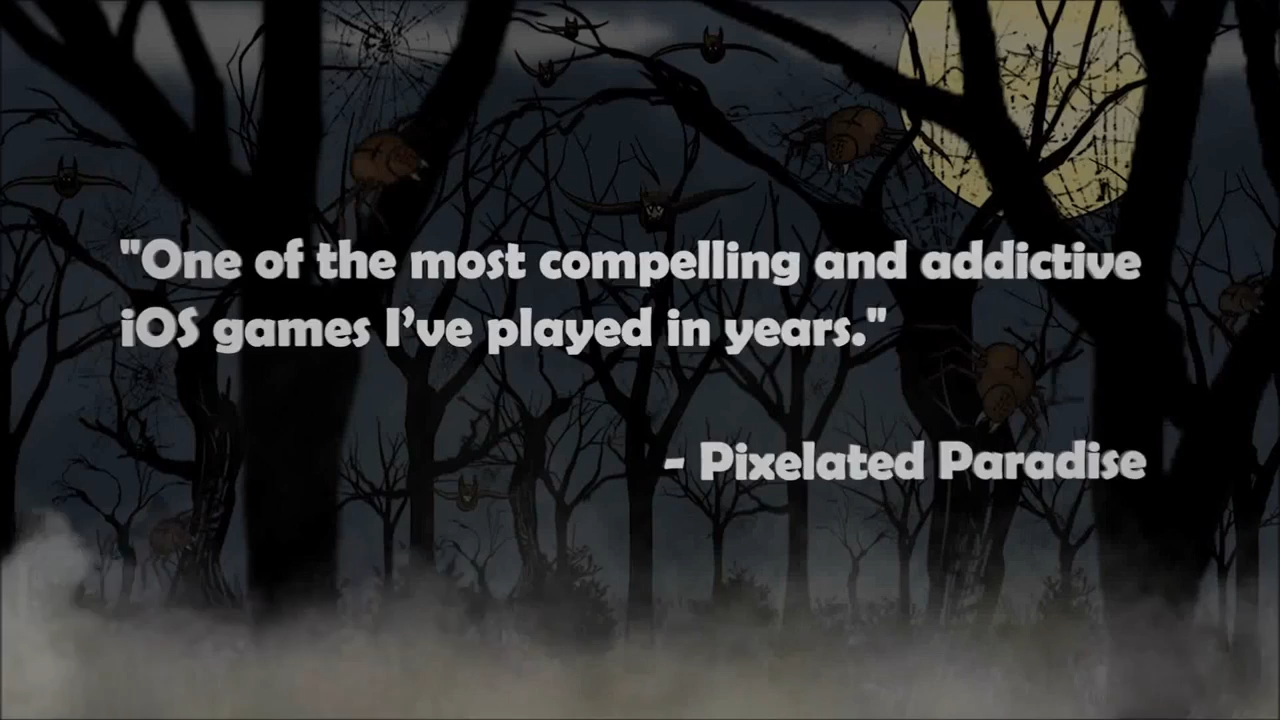 "One of the most compelling and addictive
iOS games I’ve played in years."
- Pixelated Paradise